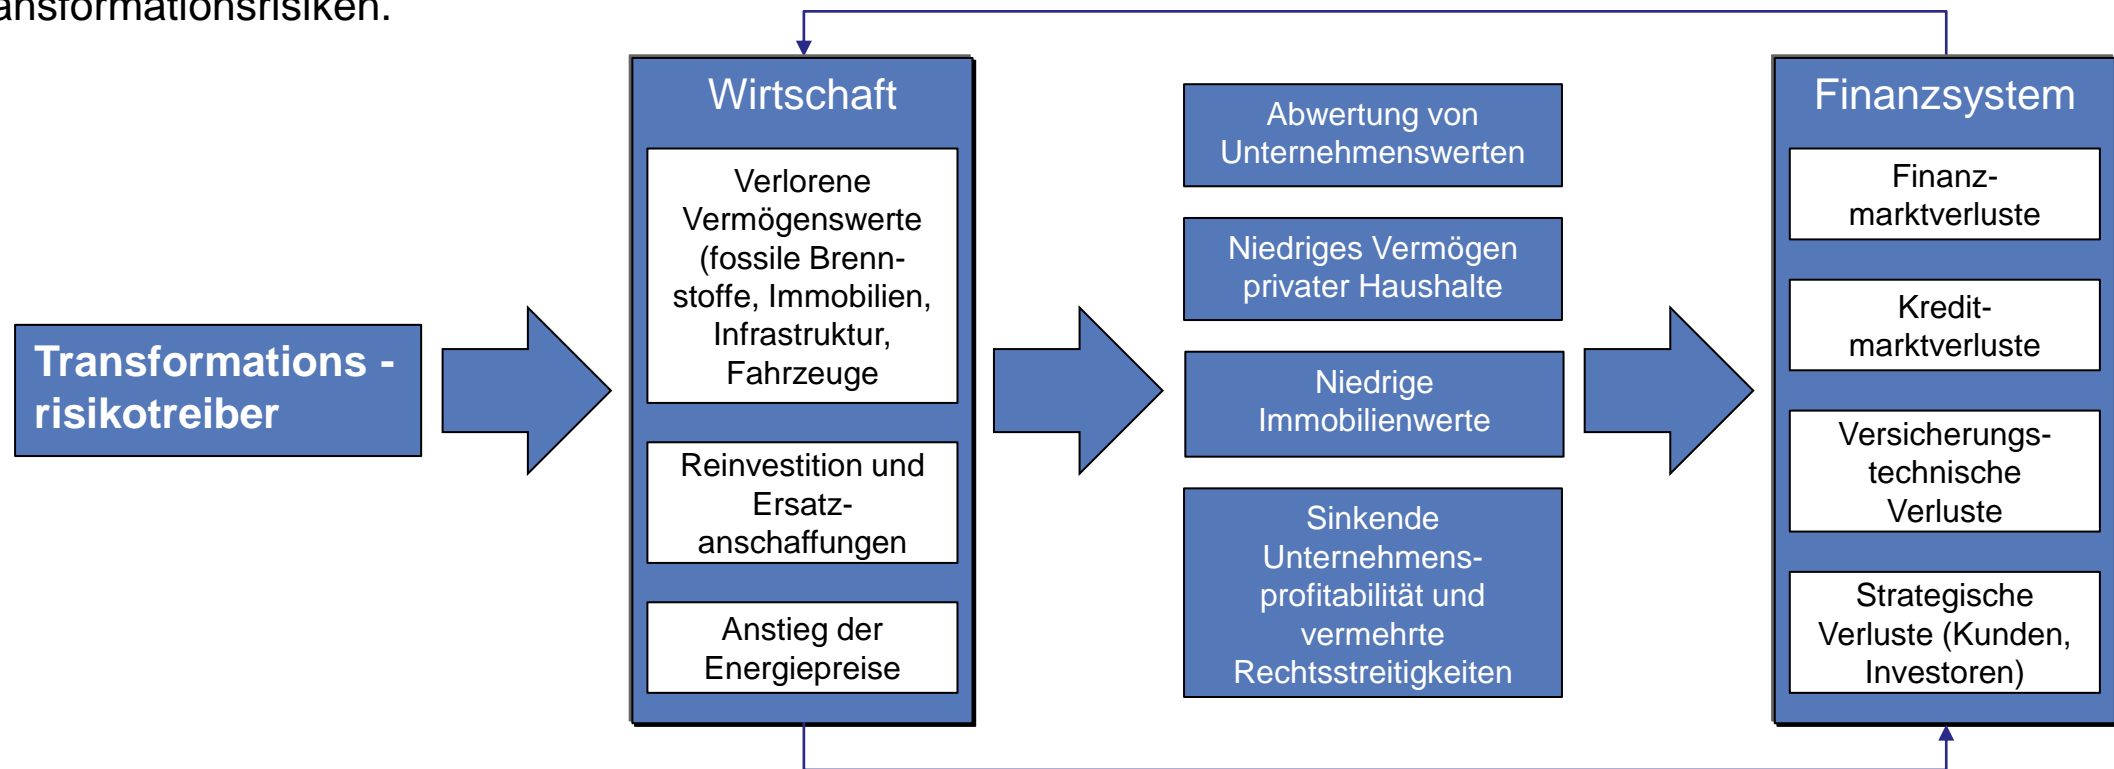 ansformationsrisiken.
Transformations -
risikotreiber
Wirtschaft
Verlorene
Vermögenswerte
(fossile Brenn-
stoffe, Immobilien,
Infrastruktur,
Fahrzeuge
Reinvestition und
Ersatz-
anschaffungen
Anstieg der
Energiepreise
Abwertung von
Unternehmenswerten
Niedriges Vermögen
privater Haushalte
Niedrige
Immobilienwerte
Sinkende
Unternehmens-
profitabilität und
vermehrte
Rechtsstreitigkeiten
Finanzsystem
Finanz-
marktverluste
Kredit-
marktverluste
Versicherungs-
technische
Verluste
Strategische
Verluste (Kunden,
Investoren)